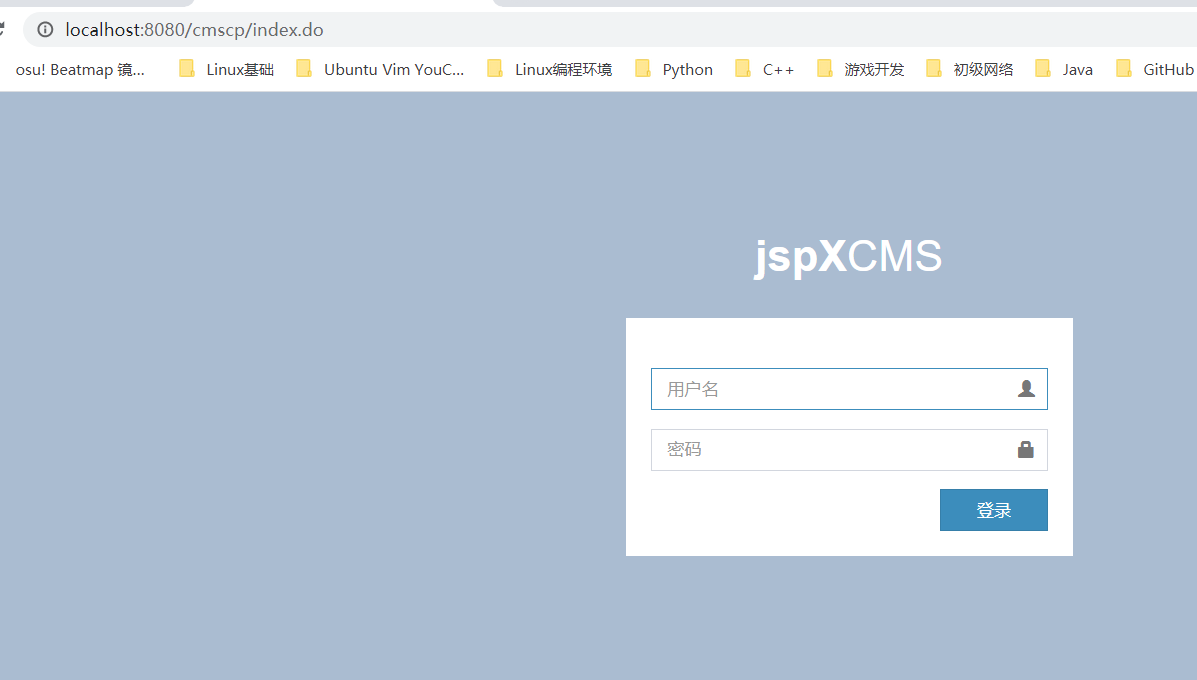 localhost:8080/cmscp/index.do
osu! Beatmap 镜... Linux基础 Ubuntu Vim YouC... Linux编程环境 Python C++ 游戏开发 初级网络 Java GitHub
jspXCMS
用户名
密码
登录